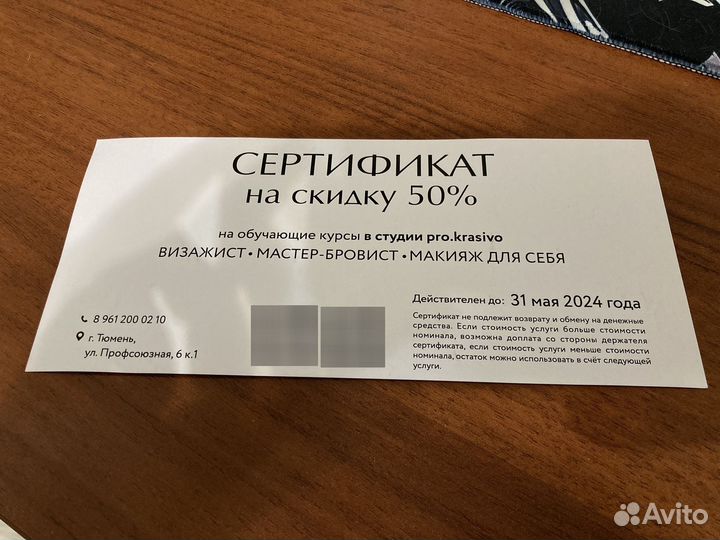 СЕРТИФИКАТ
на скидку 50%
на обучающие курсы в студии pro.krasivo
ВИЗАЖИСТ • МАСТЕР-БРОВИСТ • МАКИЯЖ ДЛЯ СЕБЯ
8 961 200 02 10
г. Тюмень,
ул. Профсоюзная, 6 к.1
Действителен до: 31 мая 2024 года
Сертификат не подлежит возврату и обмену на денежные
средства. Если стоимость услуги больше стоимости
номинала, возможна доплата со стороны держателя
сертификата, если стоимость услуги меньше стоимости
номинала, остаток можно использовать в счёт следующей
услуги.
Avito